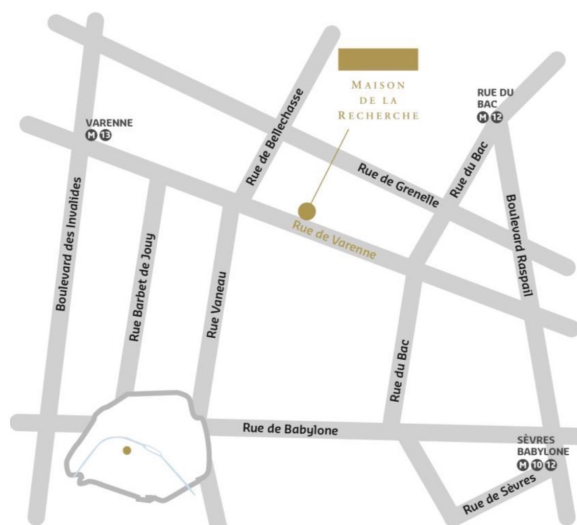 MAISON
DE LA
RECHERCHE
RUE DU
BAC
M 12
VARENNE
M 13
Rue de Bellechasse
Rue du Bac
Rue de Grenelle
Boulevard des Invalides
Rue Barbet de Jouy
Rue Vaneau
Rue de Varenne
Boulevard Raspail
Rue du Bac
Rue de Babylone
SÈVRES
BABYLONE
M 10 12
Rue de Sèvres